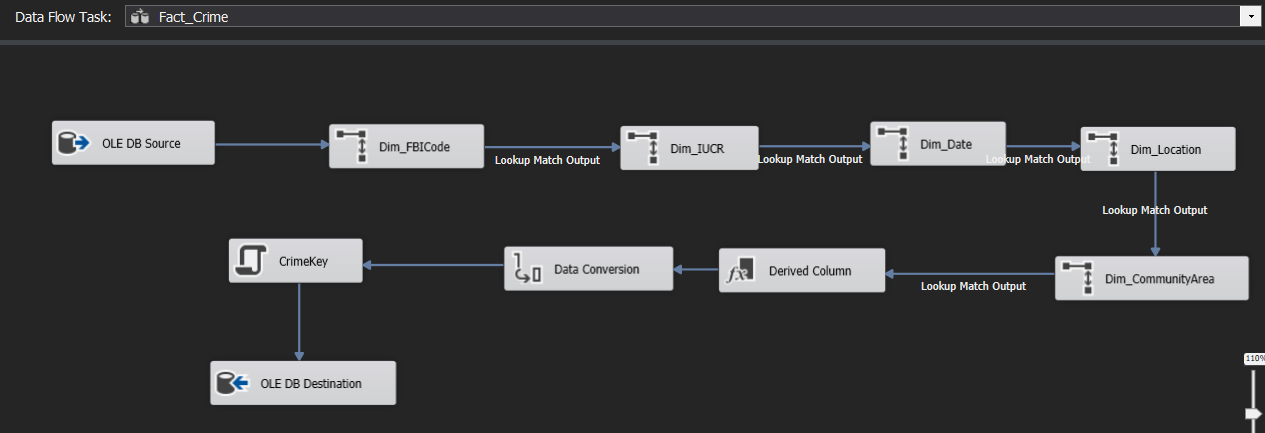 Data Flow Task: Fact_Crime
OLE DB Source
Dim_FBICode
Lookup Match Output
Dim_IUCR
Lookup Match Output
Dim_Date
Lookup Match Output
Dim_Location
Lookup Match Output
Dim_CommunityArea
Lookup Match Output
Derived Column
Data Conversion
CrimeKey
OLE DB Destination
110%